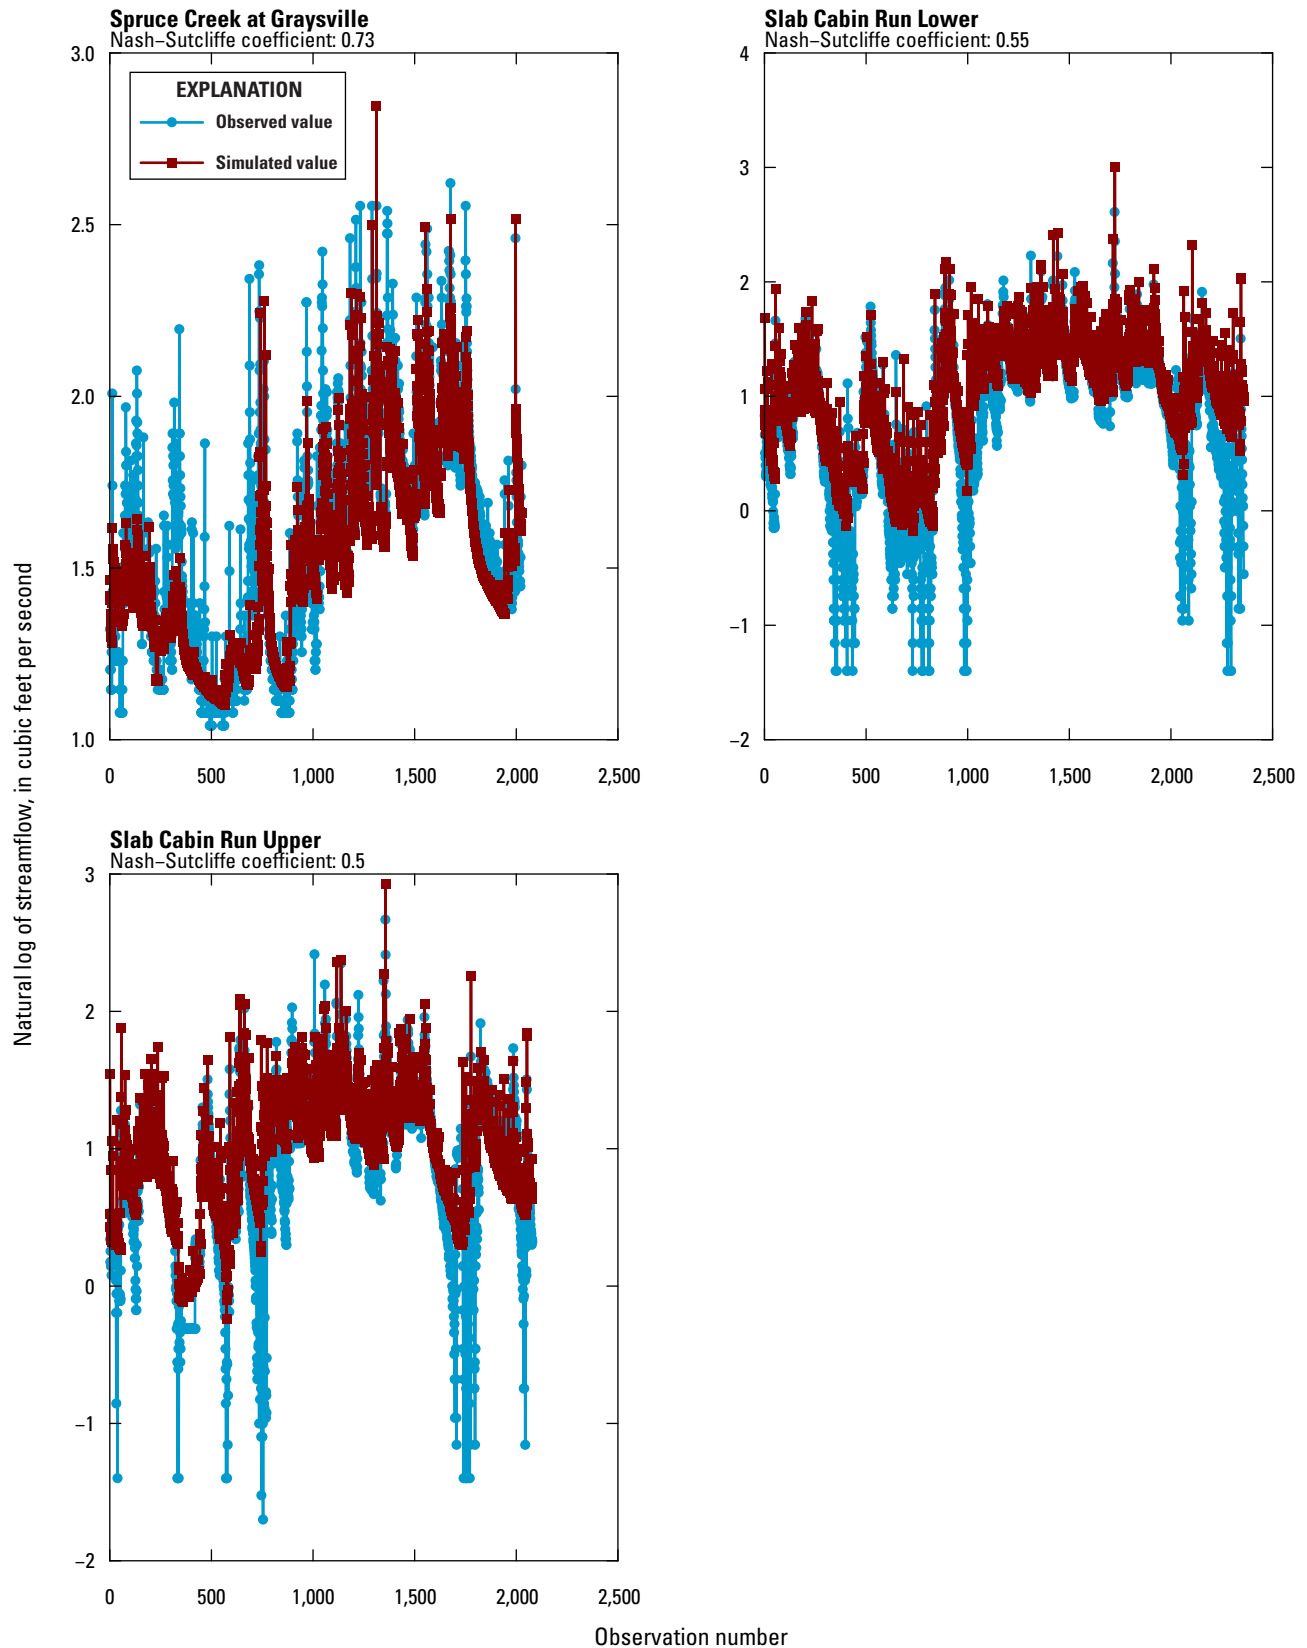 Spruce Creek at Graysville
Nash–Sutcliffe coefficient: 0.73
3.0
2.5
2.0
1.5
1.0
EXPLANATION
Observed value
Simulated value
0 500 1,000 1,500 2,000 2,500
Slab Cabin Run Lower
Nash–Sutcliffe coefficient: 0.55
4
3
2
1
0
–1
–2
0 500 1,000 1,500 2,000 2,500
Slab Cabin Run Upper
Nash–Sutcliffe coefficient: 0.5
3
2
1
0
–1
–2
0 500 1,000 1,500 2,000 2,500
Natural log of streamflow, in cubic feet per second
Observation number